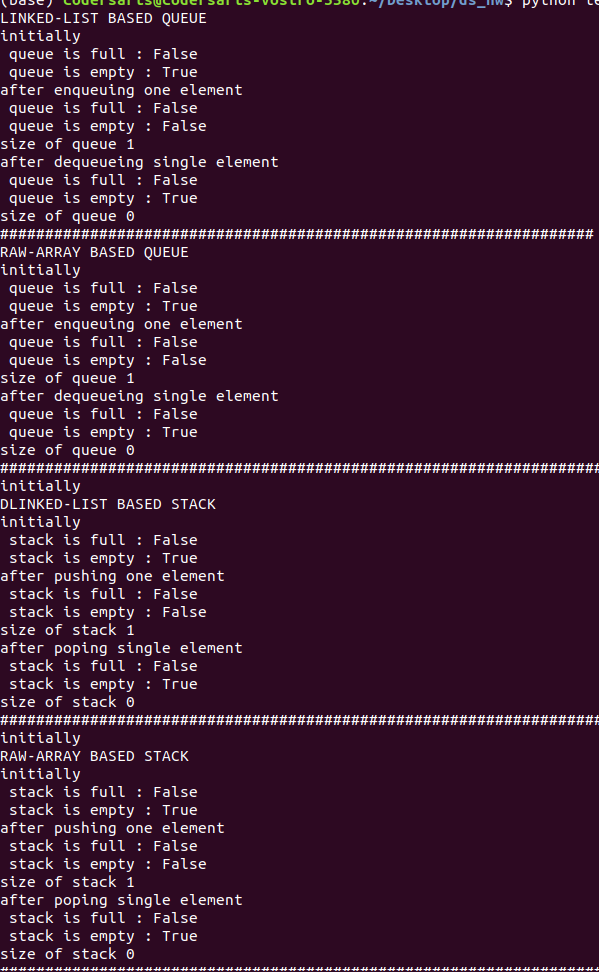 (base) codersarts@codersarts-Vostro-3580:~/Desktop/ds_hw$ python te
LINKED-LIST BASED QUEUE
initially
 queue is full : False
 queue is empty : True
after enqueuing one element
 queue is full : False
 queue is empty : False
size of queue 1
after dequeueing single element
 queue is full : False
 queue is empty : True
size of queue 0
##################################################################
RAW-ARRAY BASED QUEUE
initially
 queue is full : False
 queue is empty : True
after enqueuing one element
 queue is full : False
 queue is empty : False
size of queue 1
after dequeueing single element
 queue is full : False
 queue is empty : True
size of queue 0
###################################################################
initially
DLINKED-LIST BASED STACK
initially
 stack is full : False
 stack is empty : True
after pushing one element
 stack is full : False
 stack is empty : False
size of stack 1
after poping single element
 stack is full : False
 stack is empty : True
size of stack 0
###################################################################
initially
RAW-ARRAY BASED STACK
initially
 stack is full : False
 stack is empty : True
after pushing one element
 stack is full : False
 stack is empty : False
size of stack 1
after poping single element
 stack is full : False
 stack is empty : True
size of stack 0
###################################################################